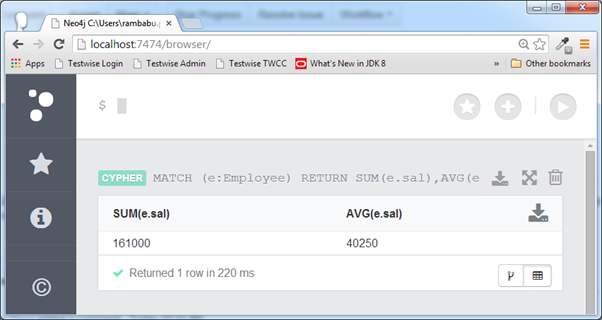 Neo4j C:\Users\rambabu.p
localhost:7474/browser/
Apps Testwise Login Testwise Admin Testwise TWCC What's New in JDK 8 » Other bookmarks
$
CYPHER MATCH (e:Employee) RETURN SUM(e.sal),AVG(e
SUM(e.sal) AVG(e.sal)
161000 40250
Returned 1 row in 220 ms
©